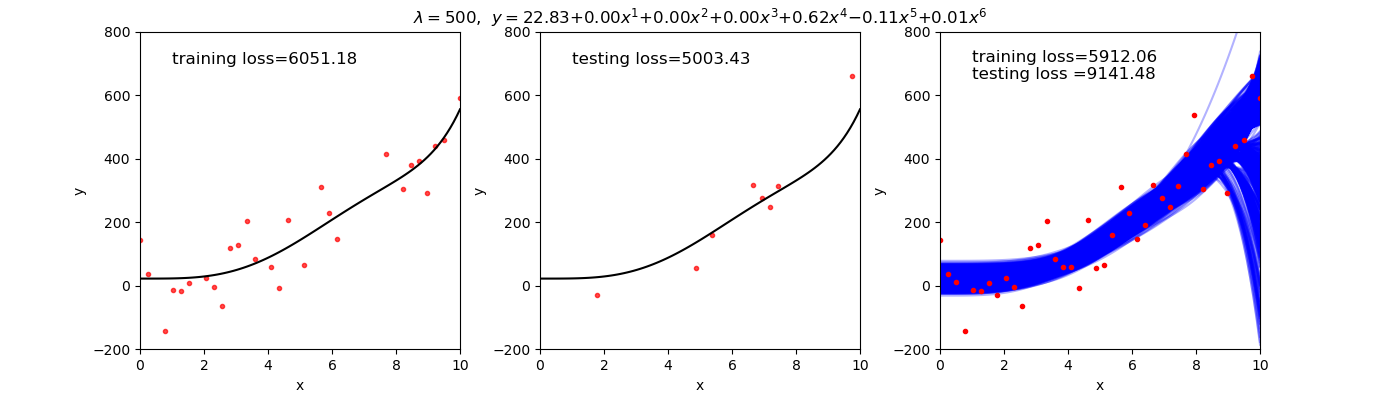 λ = 500, y = 22.83+0.00x¹+0.00x²+0.00x³+0.62x⁴−0.11x⁵+0.01x⁶
training loss=6051.18
800
600
400
200
0
−200
0 2 4 6 8 10
x
y
testing loss=5003.43
800
600
400
200
0
−200
0 2 4 6 8 10
x
y
training loss=5912.06
testing loss =9141.48
800
600
400
200
0
−200
0 2 4 6 8 10
x
y